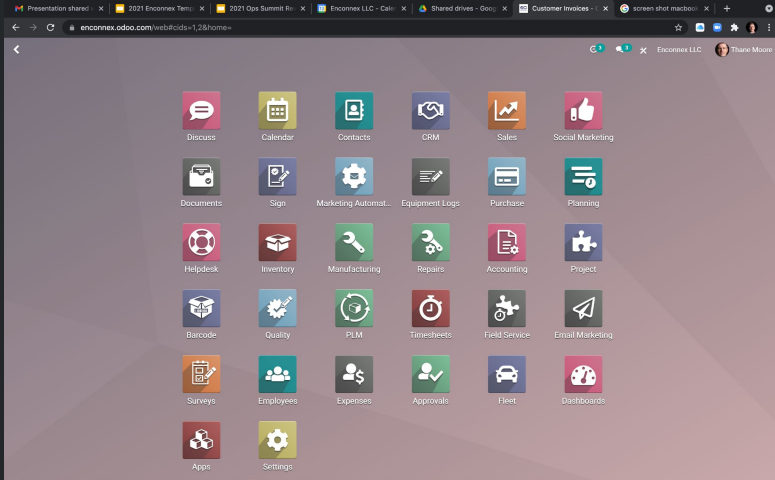 Presentation shared w
2021 Enconnex Temp
2021 Ops Summit Re
Enconnex LLC - Cale
Shared drives - Goog
Customer Invoices - O
screen shot macbook
enconnex.odoo.com/web#cids=1,2&home=
3 3 Enconnex LLC Thane Moore
Discuss Calendar Contacts CRM Sales Social Marketing
Documents Sign Marketing Automat... Equipment Logs Purchase Planning
Helpdesk Inventory Manufacturing Repairs Accounting Project
Barcode Quality PLM Timesheets Field Service Email Marketing
Surveys Employees Expenses Approvals Fleet Dashboards
Apps Settings